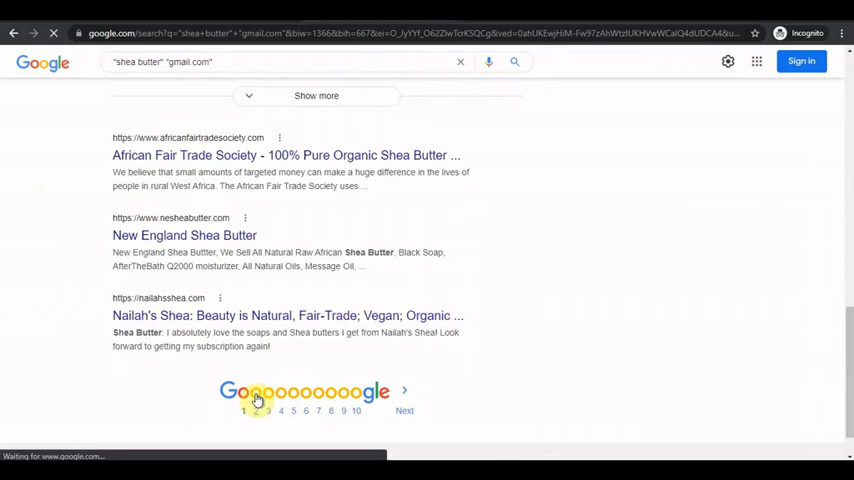 google.com/search?q="shea+butter"+"gmail.com"&biw=1366&bih=667&ei=
Incognito
Google
"shea butter" "gmail.com"
Sign in
Show more
https://www.africanfairtradesociety.com
African Fair Trade Society - 100% Pure Organic Shea Butter ...
We believe that small amounts of targeted money can make a huge difference in the lives of
people in rural West Africa. The African Fair Trade Society uses ...
https://www.nesheabutter.com
New England Shea Butter
New England Shea Buttter, We Sell All Natural Raw African Shea Butter, Black Soap,
AfterTheBath Q2000 moisturizer, All Natural Oils, Message Oil, ...
https://nailahsshea.com
Nailah's Shea: Beauty is Natural, Fair-Trade; Vegan; Organic ...
Shea Butter. I absolutely love the soaps and Shea butters I get from Nailah's Shea! Look
forward to getting my subscription again!
Goooooooooogle
1 2 3 4 5 6 7 8 9 10 Next
Waiting for www.google.com...